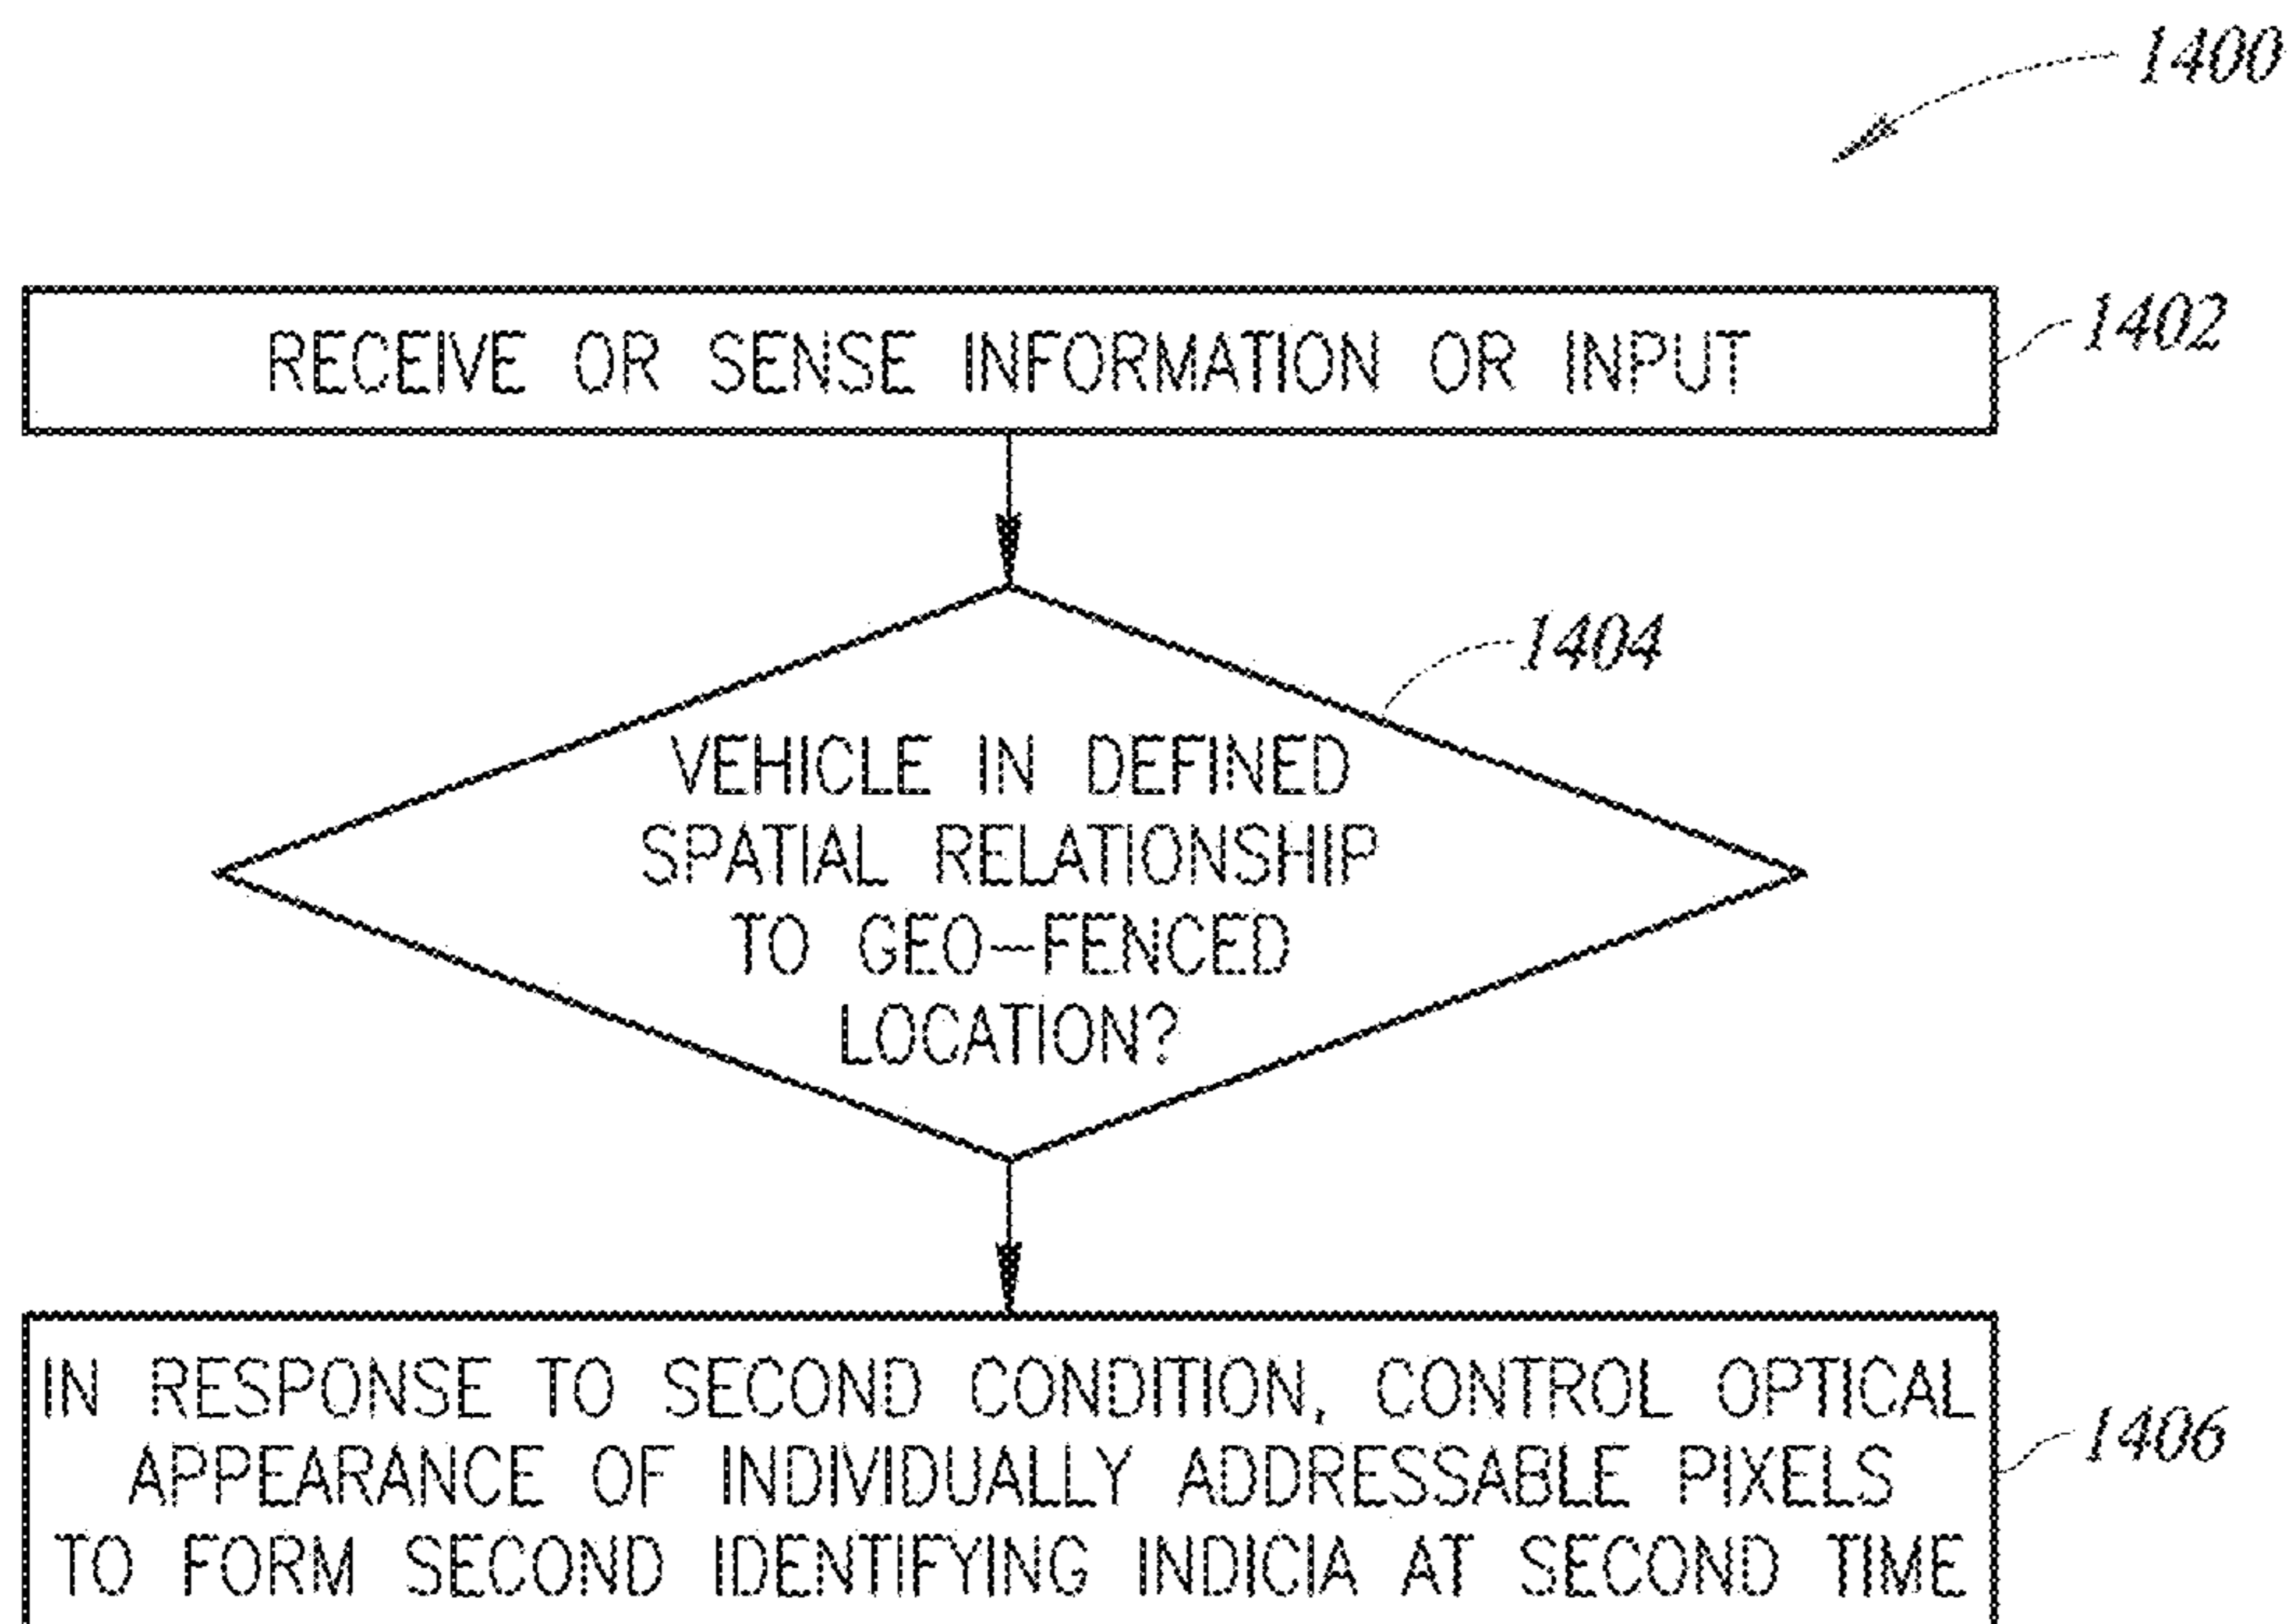 1400
RECEIVE OR SENSE INFORMATION OR INPUT
1402
1404
VEHICLE IN DEFINED
SPATIAL RELATIONSHIP
TO GEO-FENCED
LOCATION?
IN RESPONSE TO SECOND CONDITION, CONTROL OPTICAL
APPEARANCE OF INDIVIDUALLY ADDRESSABLE PIXELS
TO FORM SECOND IDENTIFYING INDICIA AT SECOND TIME
1406